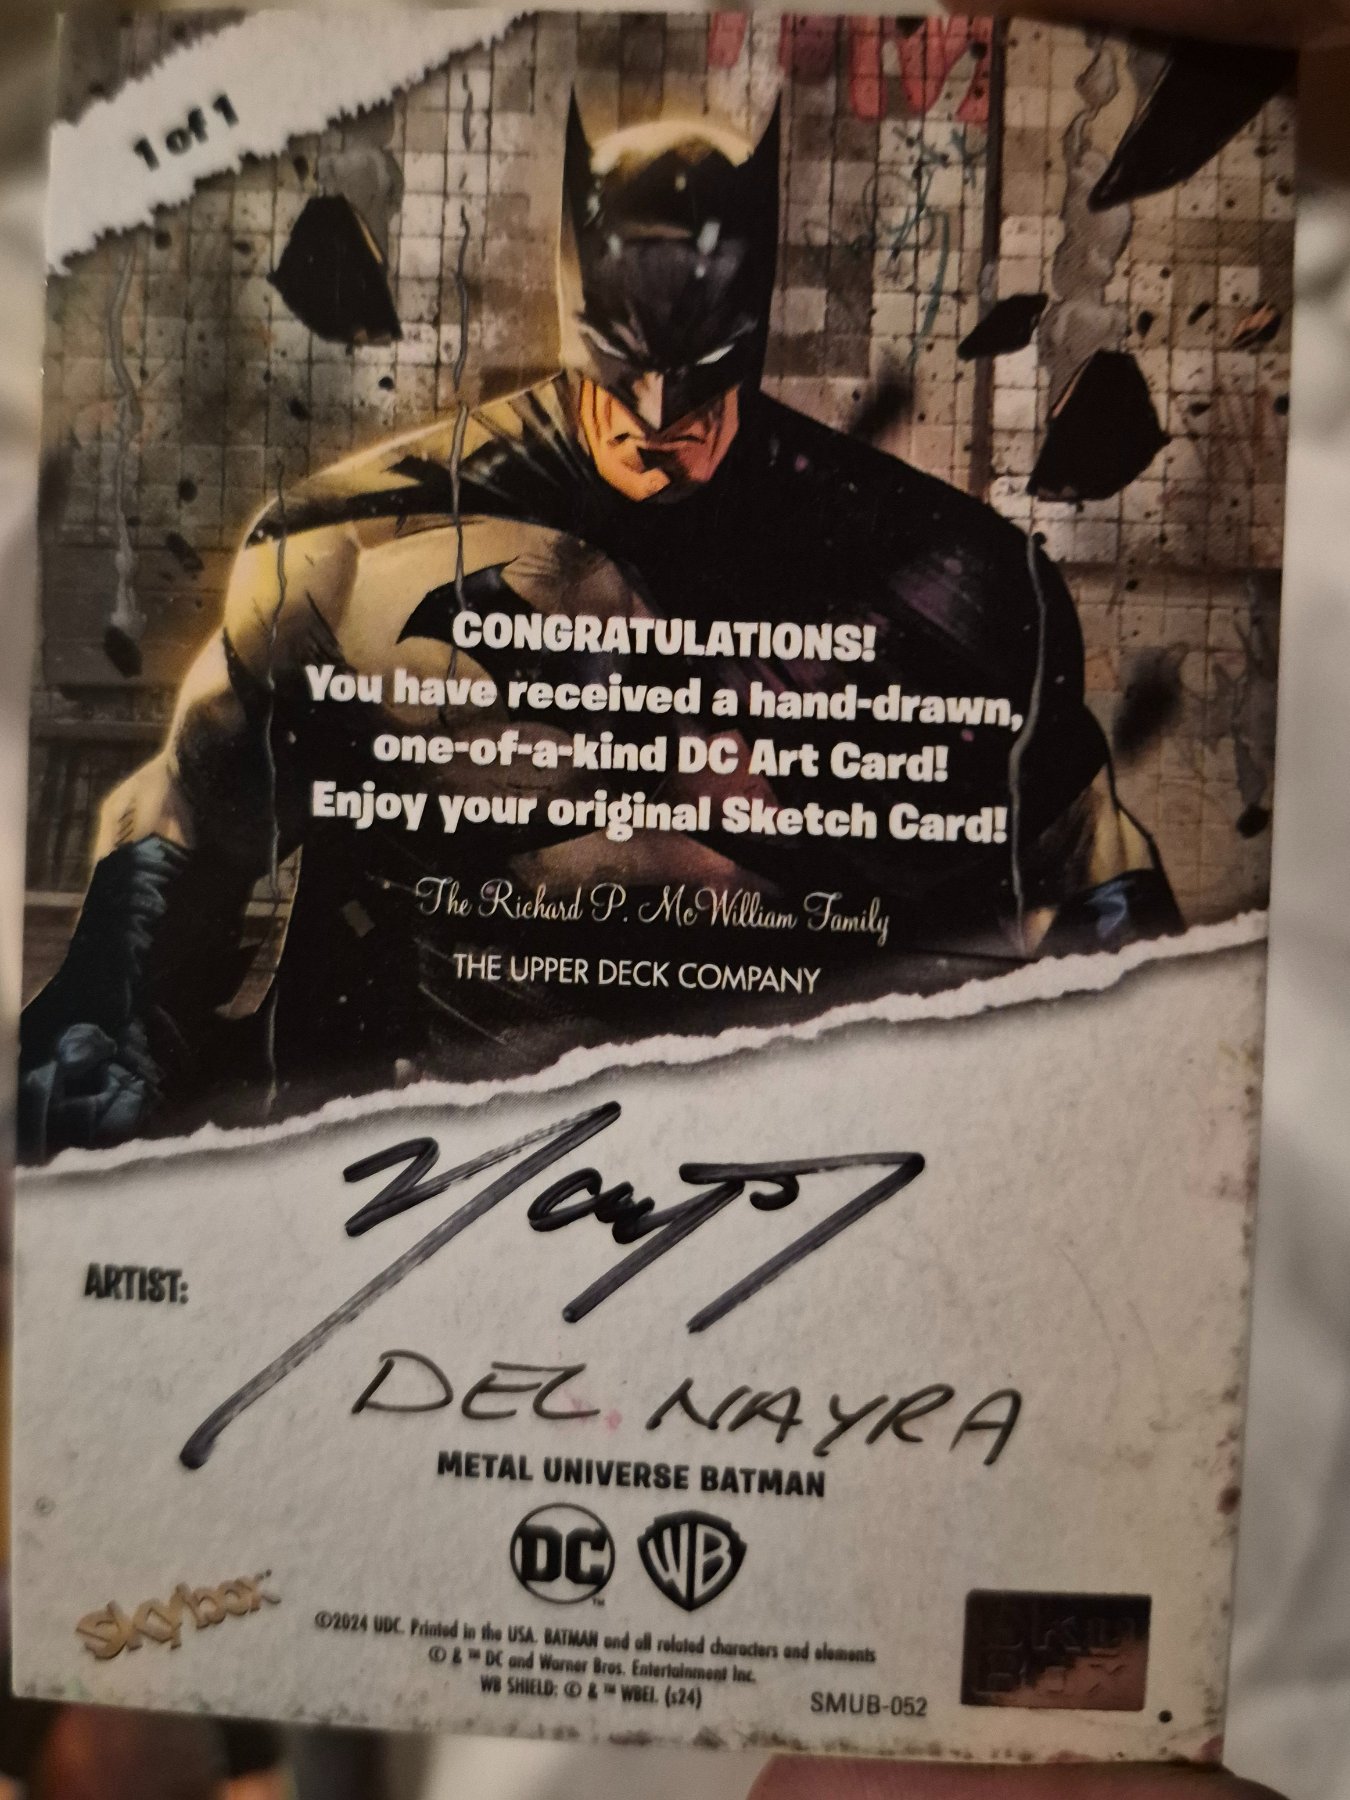 1 of 1
CONGRATULATIONS!
You have received a hand-drawn,
one-of-a-kind DC Art Card!
Enjoy your original Sketch Card!
The Richard P. McWilliam Family
THE UPPER DECK COMPANY
ARTIST:
DEL NAYRA
METAL UNIVERSE BATMAN
DC ™ WB
skybox
©2024 UDC. Printed in the USA. BATMAN and all related characters and elements
© & ™ DC and Warner Bros. Entertainment Inc.
WB SHIELD: © & ™ WBEI. (s24)
SMUB-052